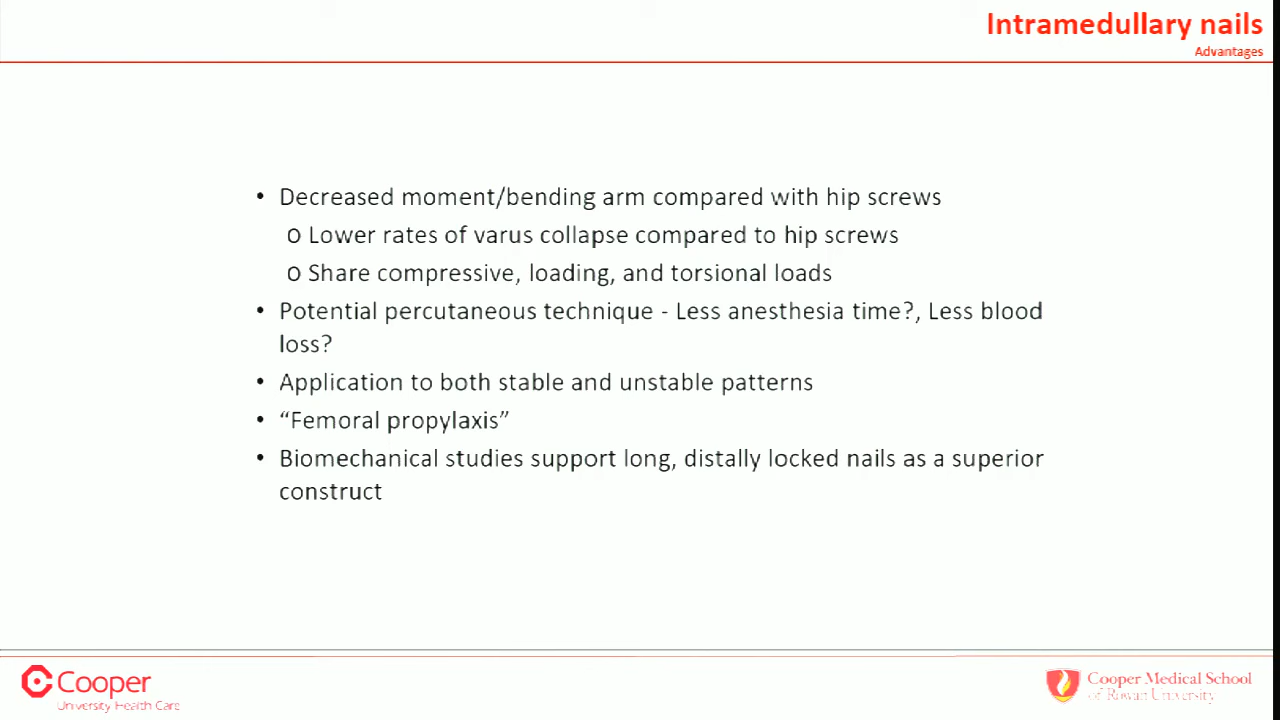 Intramedullary nails
Advantages
• Decreased moment/bending arm compared with hip screws
o Lower rates of varus collapse compared to hip screws
o Share compressive, loading, and torsional loads
• Potential percutaneous technique - Less anesthesia time?, Less blood
loss?
• Application to both stable and unstable patterns
• “Femoral propylaxis”
• Biomechanical studies support long, distally locked nails as a superior
construct
Cooper
University Health Care
Cooper Medical School
of Rowan University